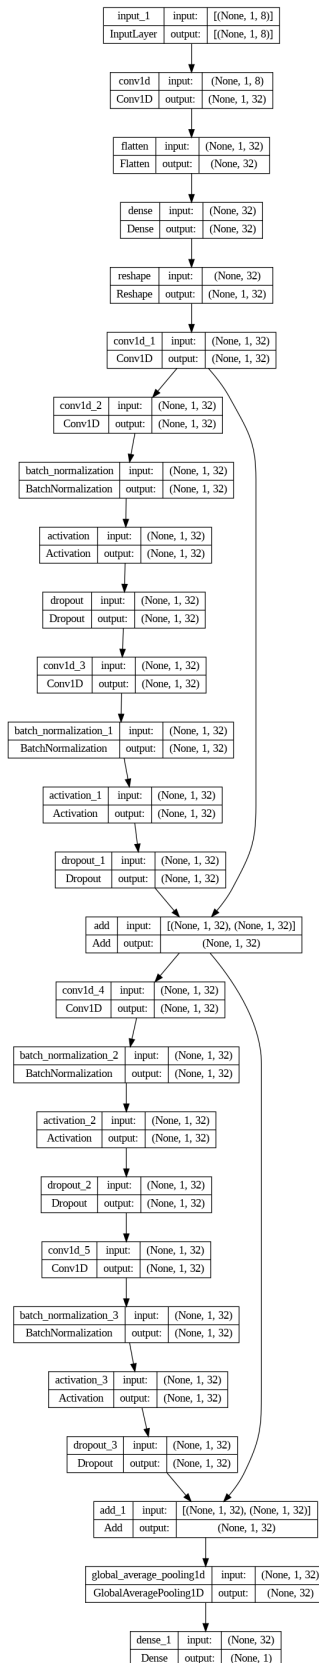 input_1 input: [(None, 1, 8)]
InputLayer output: [(None, 1, 8)]
conv1d input: (None, 1, 8)
Conv1D output: (None, 1, 32)
flatten input: (None, 1, 32)
Flatten output: (None, 32)
dense input: (None, 32)
Dense output: (None, 32)
reshape input: (None, 32)
Reshape output: (None, 1, 32)
conv1d_1 input: (None, 1, 32)
Conv1D output: (None, 1, 32)
conv1d_2 input: (None, 1, 32)
Conv1D output: (None, 1, 32)
batch_normalization input: (None, 1, 32)
BatchNormalization output: (None, 1, 32)
activation input: (None, 1, 32)
Activation output: (None, 1, 32)
dropout input: (None, 1, 32)
Dropout output: (None, 1, 32)
conv1d_3 input: (None, 1, 32)
Conv1D output: (None, 1, 32)
batch_normalization_1 input: (None, 1, 32)
BatchNormalization output: (None, 1, 32)
activation_1 input: (None, 1, 32)
Activation output: (None, 1, 32)
dropout_1 input: (None, 1, 32)
Dropout output: (None, 1, 32)
add input: [(None, 1, 32), (None, 1, 32)]
Add output: (None, 1, 32)
conv1d_4 input: (None, 1, 32)
Conv1D output: (None, 1, 32)
batch_normalization_2 input: (None, 1, 32)
BatchNormalization output: (None, 1, 32)
activation_2 input: (None, 1, 32)
Activation output: (None, 1, 32)
dropout_2 input: (None, 1, 32)
Dropout output: (None, 1, 32)
conv1d_5 input: (None, 1, 32)
Conv1D output: (None, 1, 32)
batch_normalization_3 input: (None, 1, 32)
BatchNormalization output: (None, 1, 32)
activation_3 input: (None, 1, 32)
Activation output: (None, 1, 32)
dropout_3 input: (None, 1, 32)
Dropout output: (None, 1, 32)
add_1 input: [(None, 1, 32), (None, 1, 32)]
Add output: (None, 1, 32)
global_average_pooling1d input: (None, 1, 32)
GlobalAveragePooling1D output: (None, 32)
dense_1 input: (None, 32)
Dense output: (None, 1)